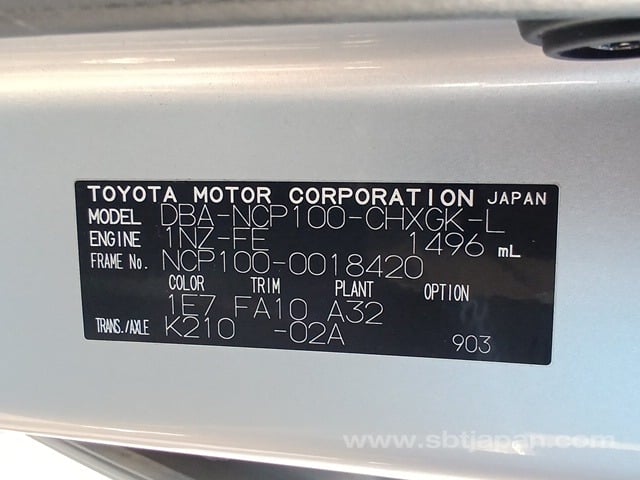 TOYOTA MOTOR CORPORATION JAPAN
MODEL DBA-NCP100-CHXGK-L
ENGINE 1NZ-FE 1496 mL
FRAME No. NCP100-0018420
COLOR TRIM PLANT OPTION
1E7 FA10 A32
TRANS./AXLE K210 -02A 903
www.sbtjapan.com